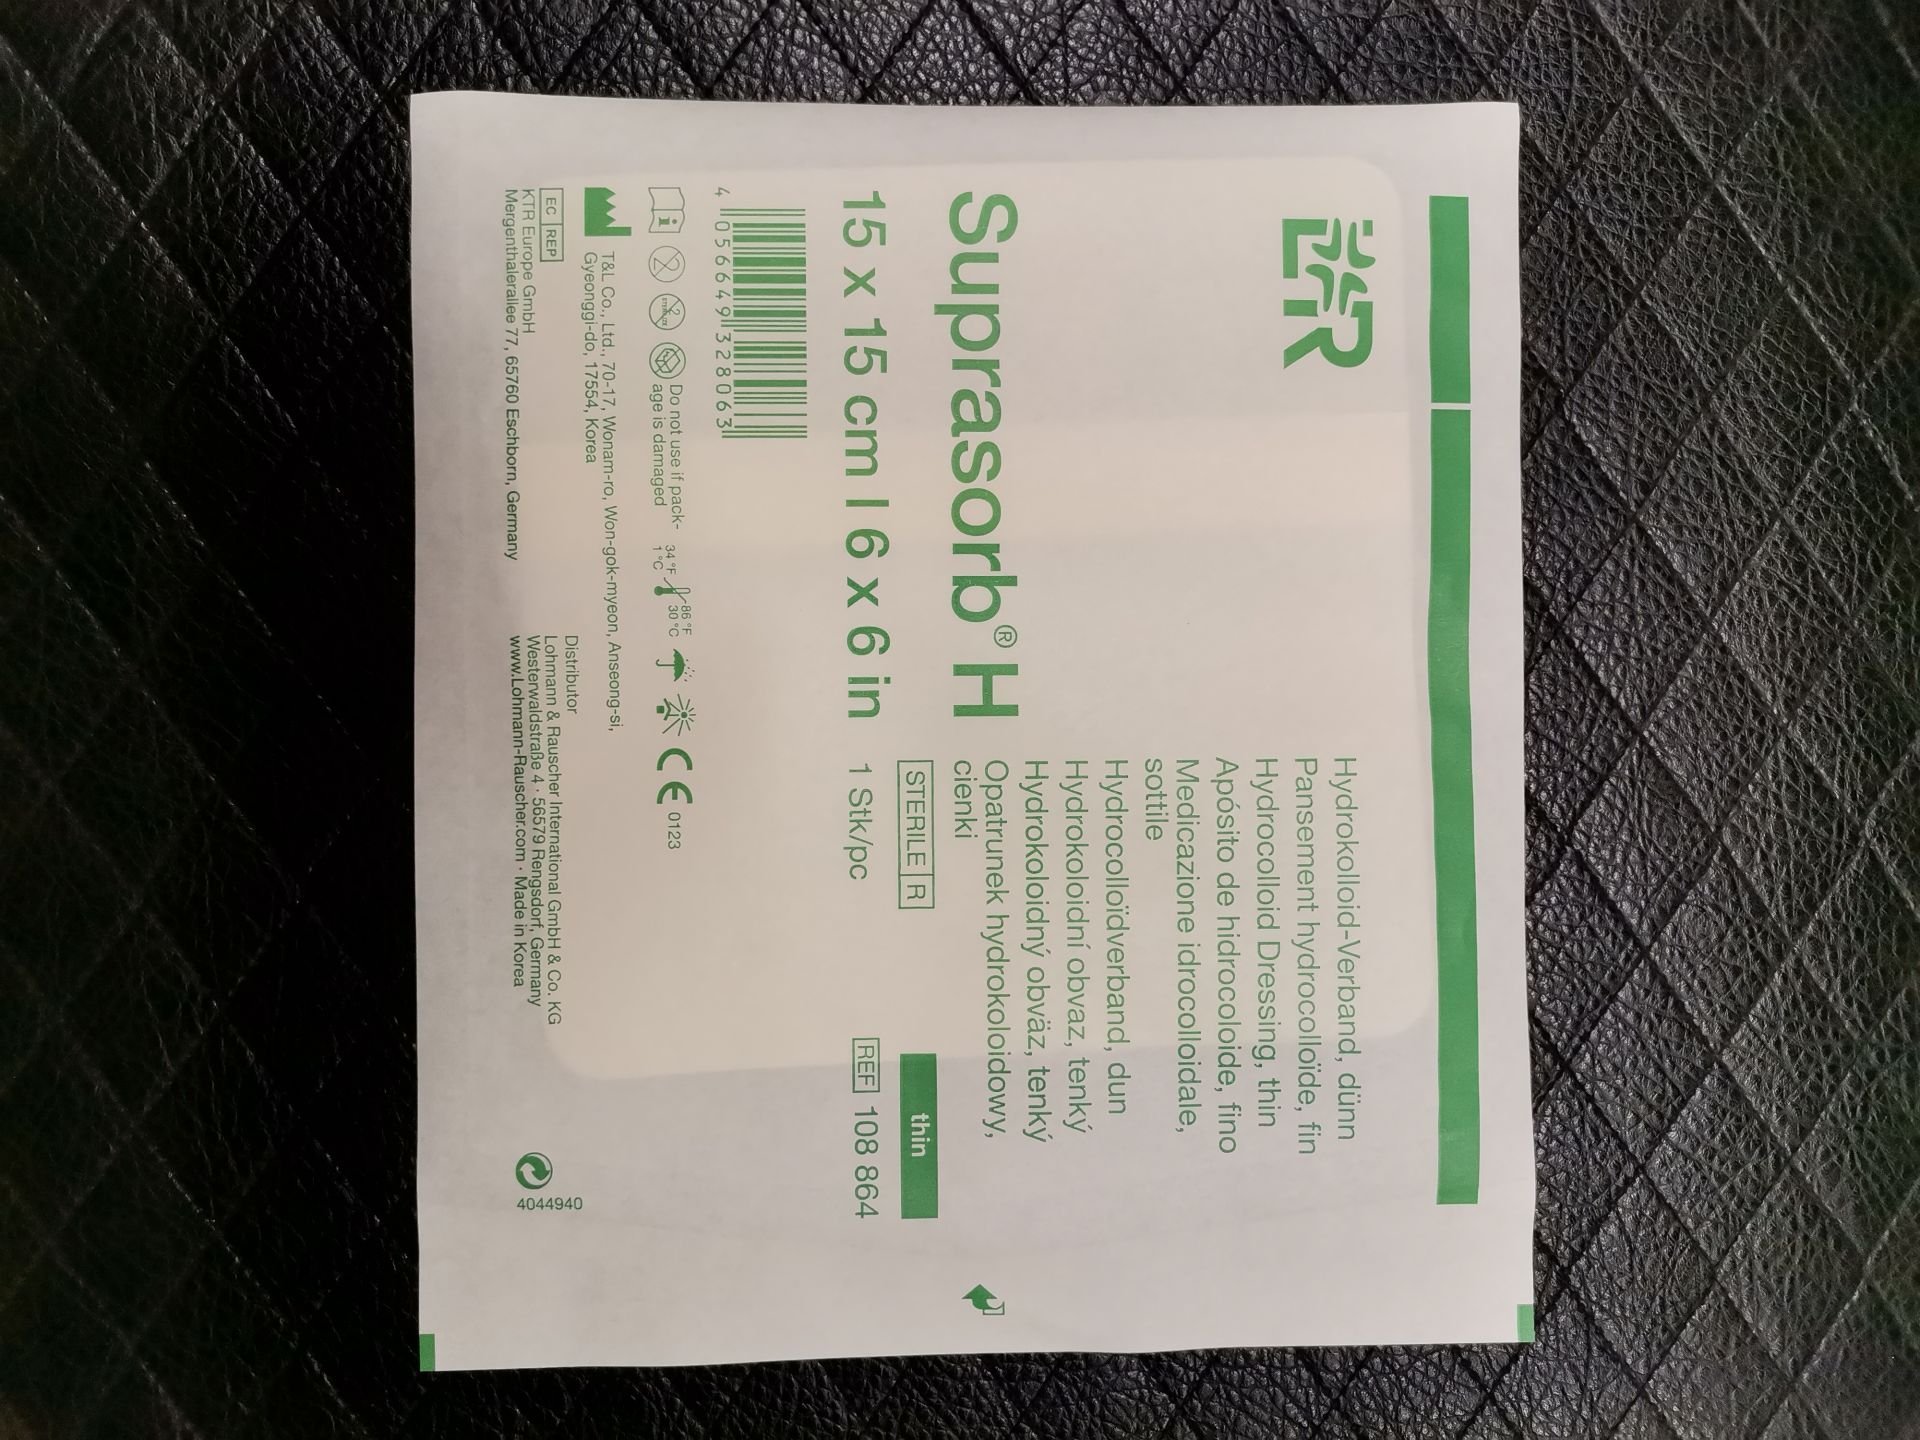 L&R
Suprasorb® H
Hydrokolloid-Verband, dünn
Pansement hydrocolloïde, fin
Hydrocolloid Dressing, thin
Apósito de hidrocoloide, fino
Medicazione idrocolloidale,
sottile
Hydrocolloïdverband, dun
Hydrokoloidní obvaz, tenký
Hydrokoloidný obväz, tenký
Opatrunek hydrokoloidowy,
cienki
STERILE R
thin
15 x 15 cm I 6 x 6 in
1 Stk/pc
REF 108 864
4 056649 328063
i
2
2 STERILIZE
Do not use if pack-
age is damaged
34 °F
1 °C
86 °F
30 °C
CE 0123
T&L Co., Ltd., 70-17, Wonam-ro, Won-gok-myeon, Anseong-si,
Gyeonggi-do, 17554, Korea
EC REP
KTR Europe GmbH
Mergenthalerallee 77, 65760 Eschborn, Germany
Distributor
Lohmann & Rauscher International GmbH & Co. KG
Westerwaldstraße 4 · 56579 Rengsdorf, Germany
www.Lohmann-Rauscher.com · Made in Korea
4044940